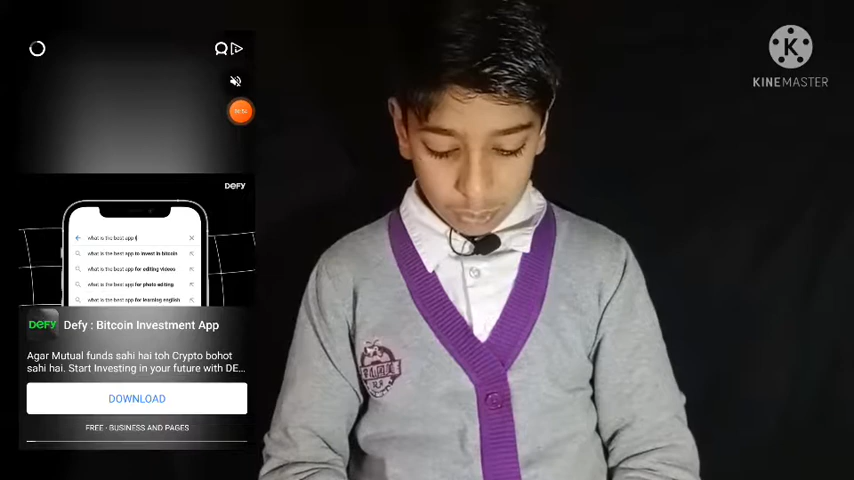 KINEMASTER
DEFY
what is the best app
what is the best app to invest in bitcoin
what is the best app for editing videos
what is the best app for photo editing
what is the best app for learning english
DEFY
Defy : Bitcoin Investment App
Agar Mutual funds sahi hai toh Crypto bohot
sahi hai. Start Investing in your future with DE...
DOWNLOAD
FREE · BUSINESS AND PAGES